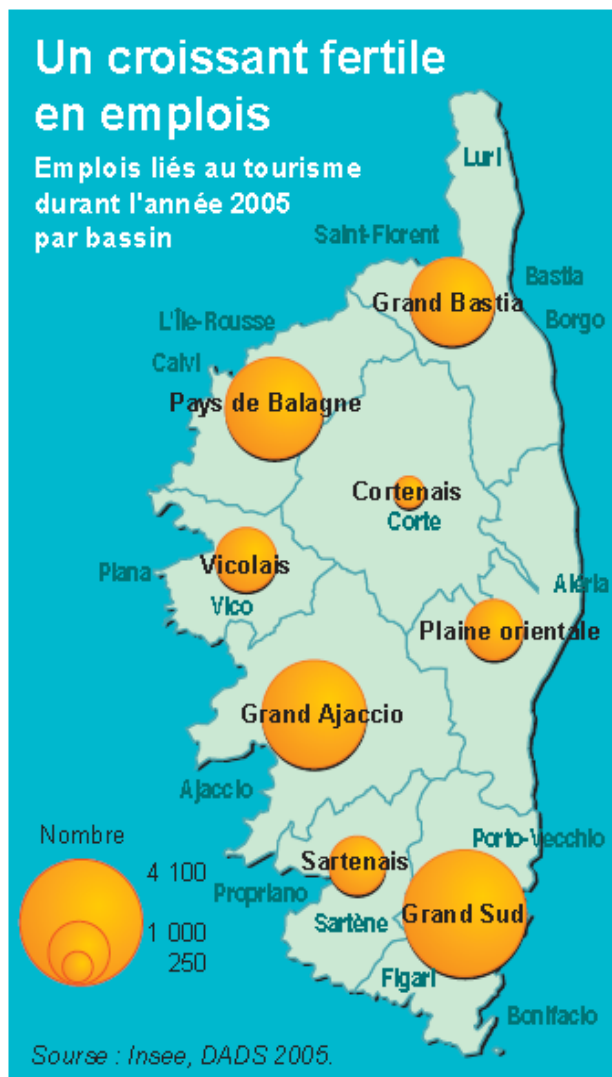 Un croissant fertile
en emplois
Emplois liés au tourisme
durant l'année 2005
par bassin
Luri
Saint-Florent
Bastia
Grand Bastia
Borgo
L'Île-Rousse
Calvi
Pays de Balagne
Cortenais
Corte
Vicolais
Piana
Vico
Aléria
Plaine orientale
Grand Ajaccio
Ajaccio
Nombre
4 100
1 000
250
Porto-Vecchio
Sartenais
Propriano
Sartène
Grand Sud
Figari
Bonifacio
Sourse : Insee, DADS 2005.